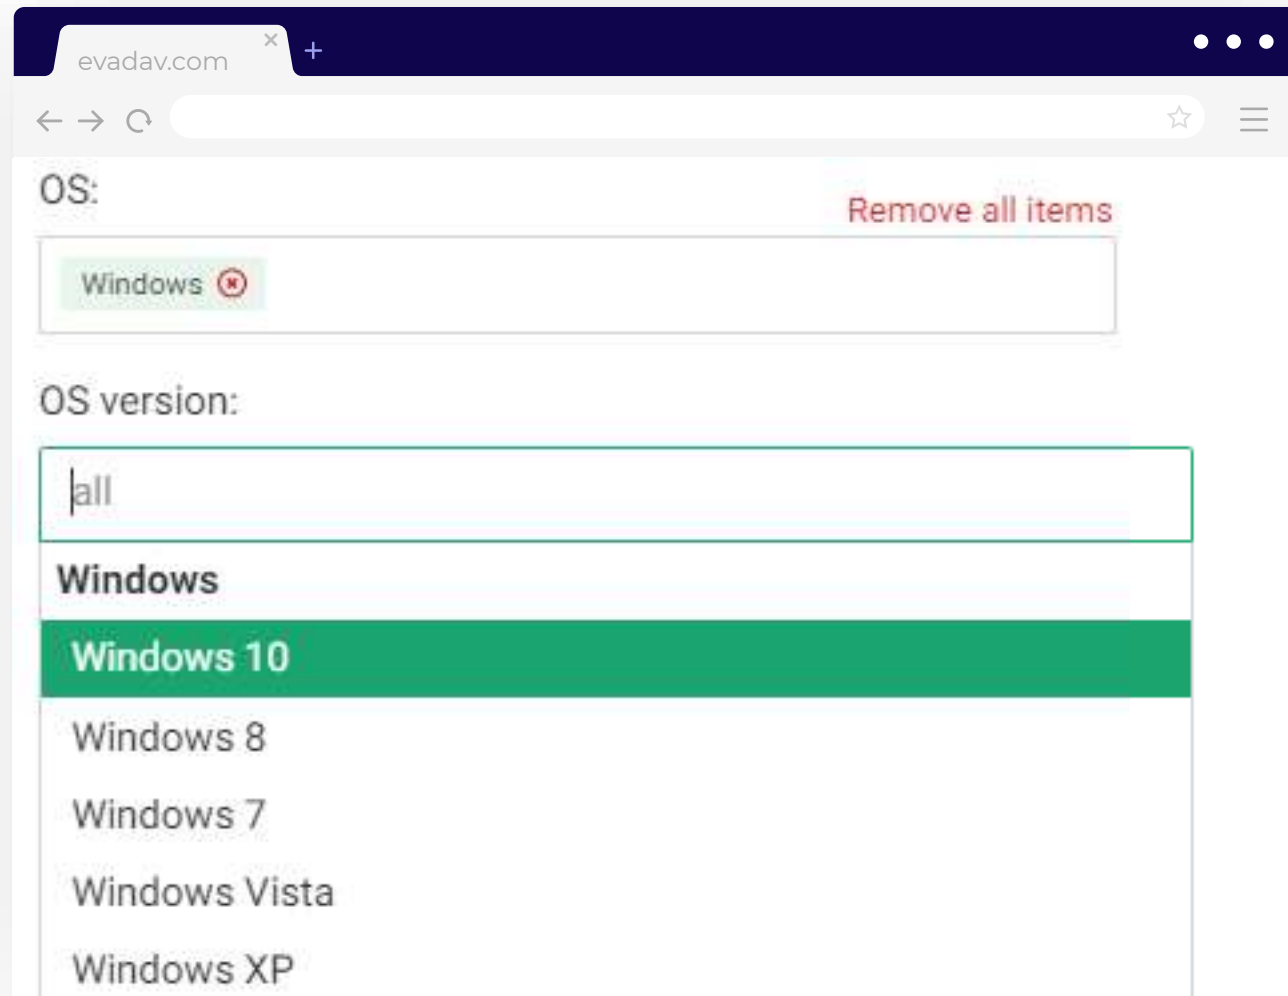 evadav.com
OS:
Remove all items
Windows
OS version:
all
Windows
Windows 10
Windows 8
Windows 7
Windows Vista
Windows XP